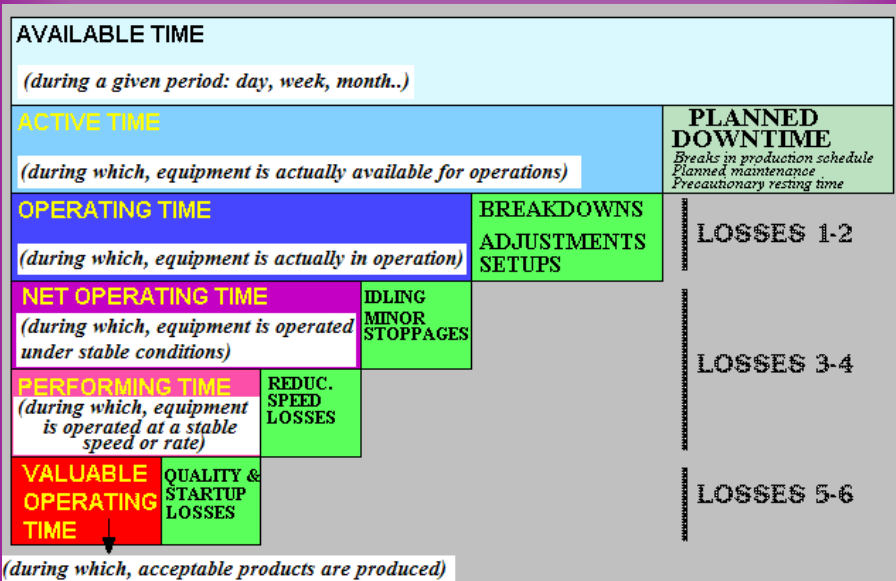 AVAILABLE TIME
(during a given period: day, week, month..)
ACTIVE TIME
(during which, equipment is actually available for operations)
PLANNED
DOWNTIME
Breaks in production schedule
Planned maintenance
Precautionary resting time
OPERATING TIME
(during which, equipment is actually in operation)
BREAKDOWNS
ADJUSTMENTS
SETUPS
LOSSES 1-2
NET OPERATING TIME
(during which, equipment is operated
under stable conditions)
IDLING
MINOR
STOPPAGES
LOSSES 3-4
PERFORMING TIME
(during which, equipment
is operated at a stable
speed or rate)
REDUC.
SPEED
LOSSES
VALUABLE
OPERATING
TIME
QUALITY &
STARTUP
LOSSES
LOSSES 5-6
(during which, acceptable products are produced)